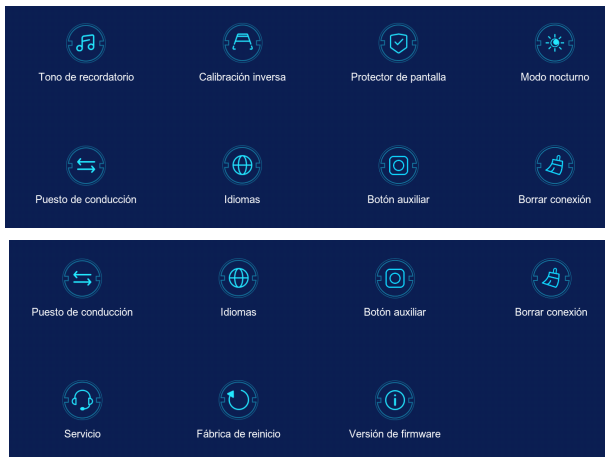 Tono de recordatorio
Calibración inversa
Protector de pantalla
Modo nocturno
Puesto de conducción
Idiomas
Botón auxiliar
Borrar conexión
Puesto de conducción
Idiomas
Botón auxiliar
Borrar conexión
Servicio
Fábrica de reinicio
Versión de firmware